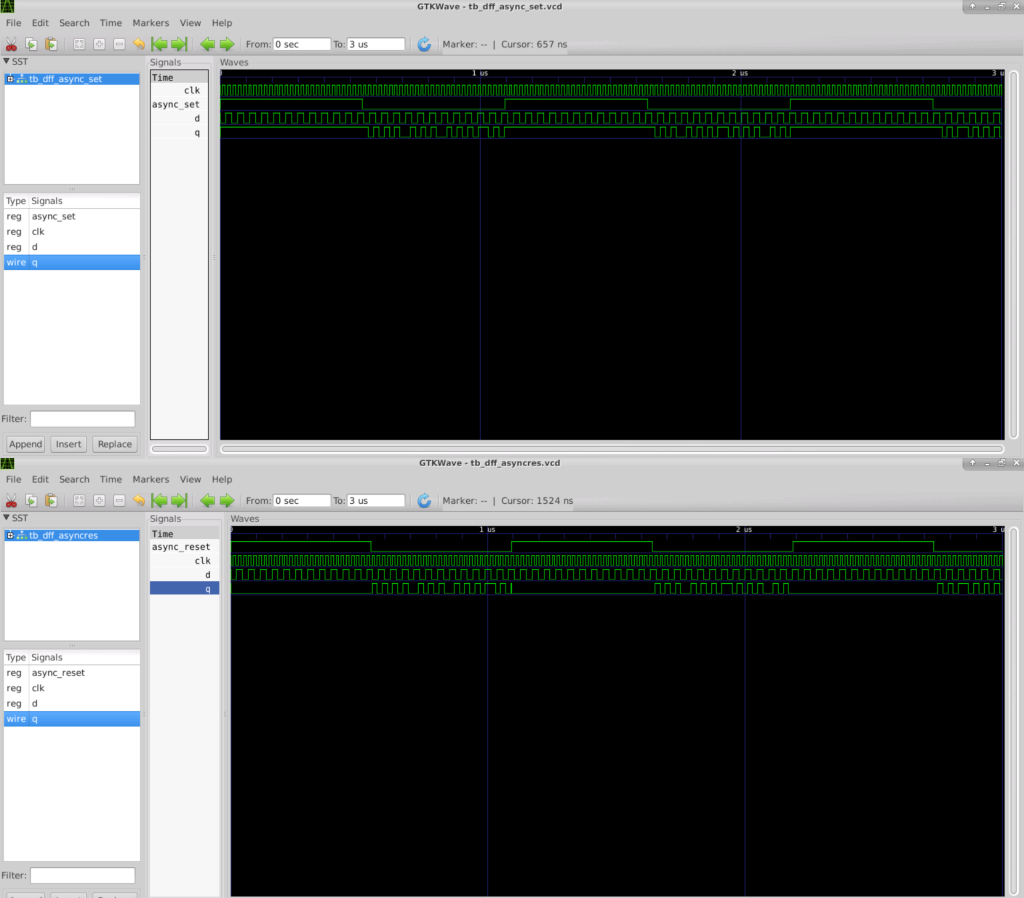 GTKWave - tb_dff_async_set.vcd
File Edit Search Time Markers View Help
From: 0 sec To: 3 us Marker: -- | Cursor: 657 ns
SST
tb_dff_async_set
Type Signals
reg async_set
reg clk
reg d
wire q
Filter:
Append Insert Replace
Signals
Time
clk
async_set
d
q
Waves
1 us 2 us 3 u
GTKWave - tb_dff_asyncres.vcd
File Edit Search Time Markers View Help
From: 0 sec To: 3 us Marker: -- | Cursor: 1524 ns
SST
tb_dff_asyncres
Type Signals
reg async_reset
reg clk
reg d
wire q
Filter:
Signals
Time
async_reset
clk
d
q
Waves
1 us 2 us 3 u